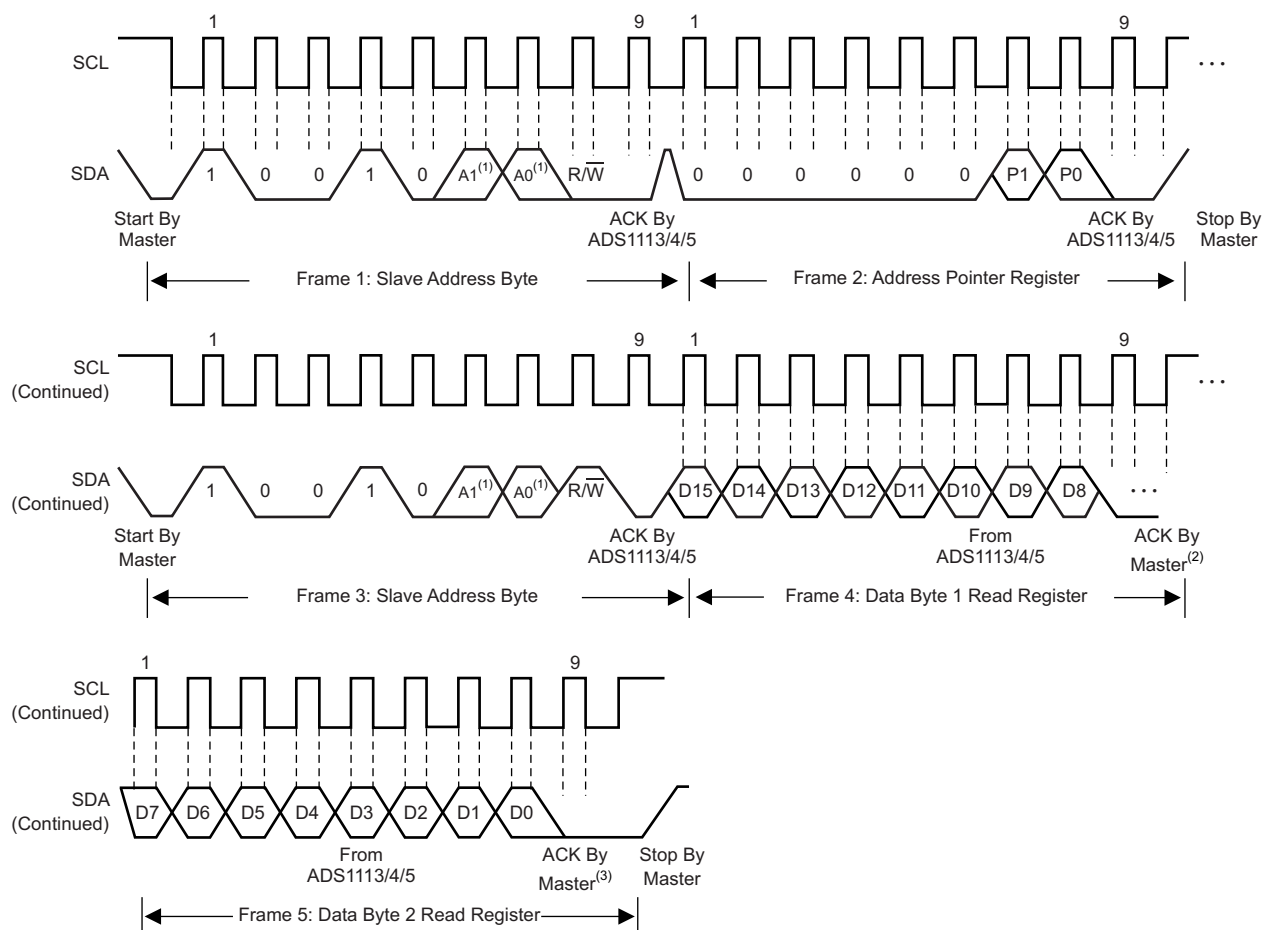 1 9 1 9
SCL ...
SDA 1 0 0 1 0 A1(1) A0(1) R/W 0 0 0 0 0 0 P1 P0
Start By Master
ACK By ADS1113/4/5
ACK By ADS1113/4/5
Stop By Master
Frame 1: Slave Address Byte
Frame 2: Address Pointer Register
1 9 1 9
SCL (Continued) ...
SDA (Continued) 1 0 0 1 0 A1(1) A0(1) R/W D15 D14 D13 D12 D11 D10 D9 D8 ...
Start By Master
ACK By ADS1113/4/5
From ADS1113/4/5
ACK By Master(2)
Frame 3: Slave Address Byte
Frame 4: Data Byte 1 Read Register
1 9
SCL (Continued)
SDA (Continued) D7 D6 D5 D4 D3 D2 D1 D0
From ADS1113/4/5
ACK By Master(3)
Stop By Master
Frame 5: Data Byte 2 Read Register